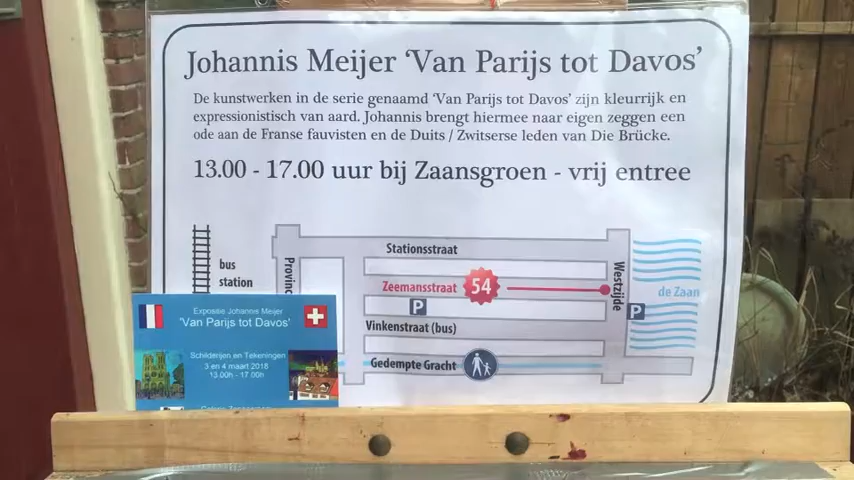 Johannis Meijer ‘Van Parijs tot Davos’
De kunstwerken in de serie genaamd ‘Van Parijs tot Davos’ zijn kleurrijk en
expressionistisch van aard. Johannis brengt hiermee naar eigen zeggen een
ode aan de Franse fauvisten en de Duits / Zwitserse leden van Die Brücke.
13.00 - 17.00 uur bij Zaansgroen - vrij entree
bus
station
Stationsstraat
Zeemansstraat
54
Westzijde
de Zaan
P
P
Vinkenstraat (bus)
Gedempte Gracht
Expositie Johannis Meijer
‘Van Parijs tot Davos’
Schilderijen en Tekeningen
3 en 4 maart 2018
13.00h - 17.00h